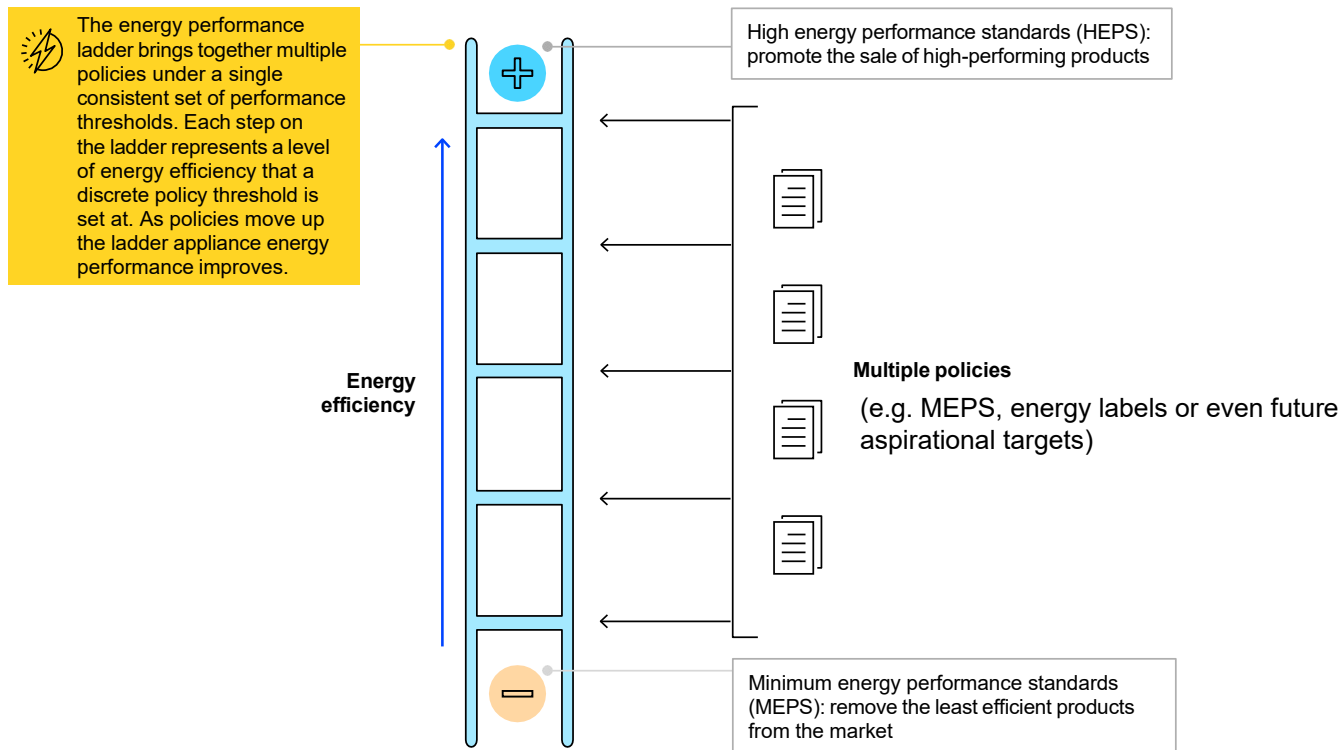 The energy performance
ladder brings together multiple
policies under a single
consistent set of performance
thresholds. Each step on
the ladder represents a level
of energy efficiency that a
discrete policy threshold is
set at. As policies move up
the ladder appliance energy
performance improves.
High energy performance standards (HEPS):
promote the sale of high-performing products
Energy
efficiency
Multiple policies
(e.g. MEPS, energy labels or even future
aspirational targets)
Minimum energy performance standards
(MEPS): remove the least efficient products
from the market